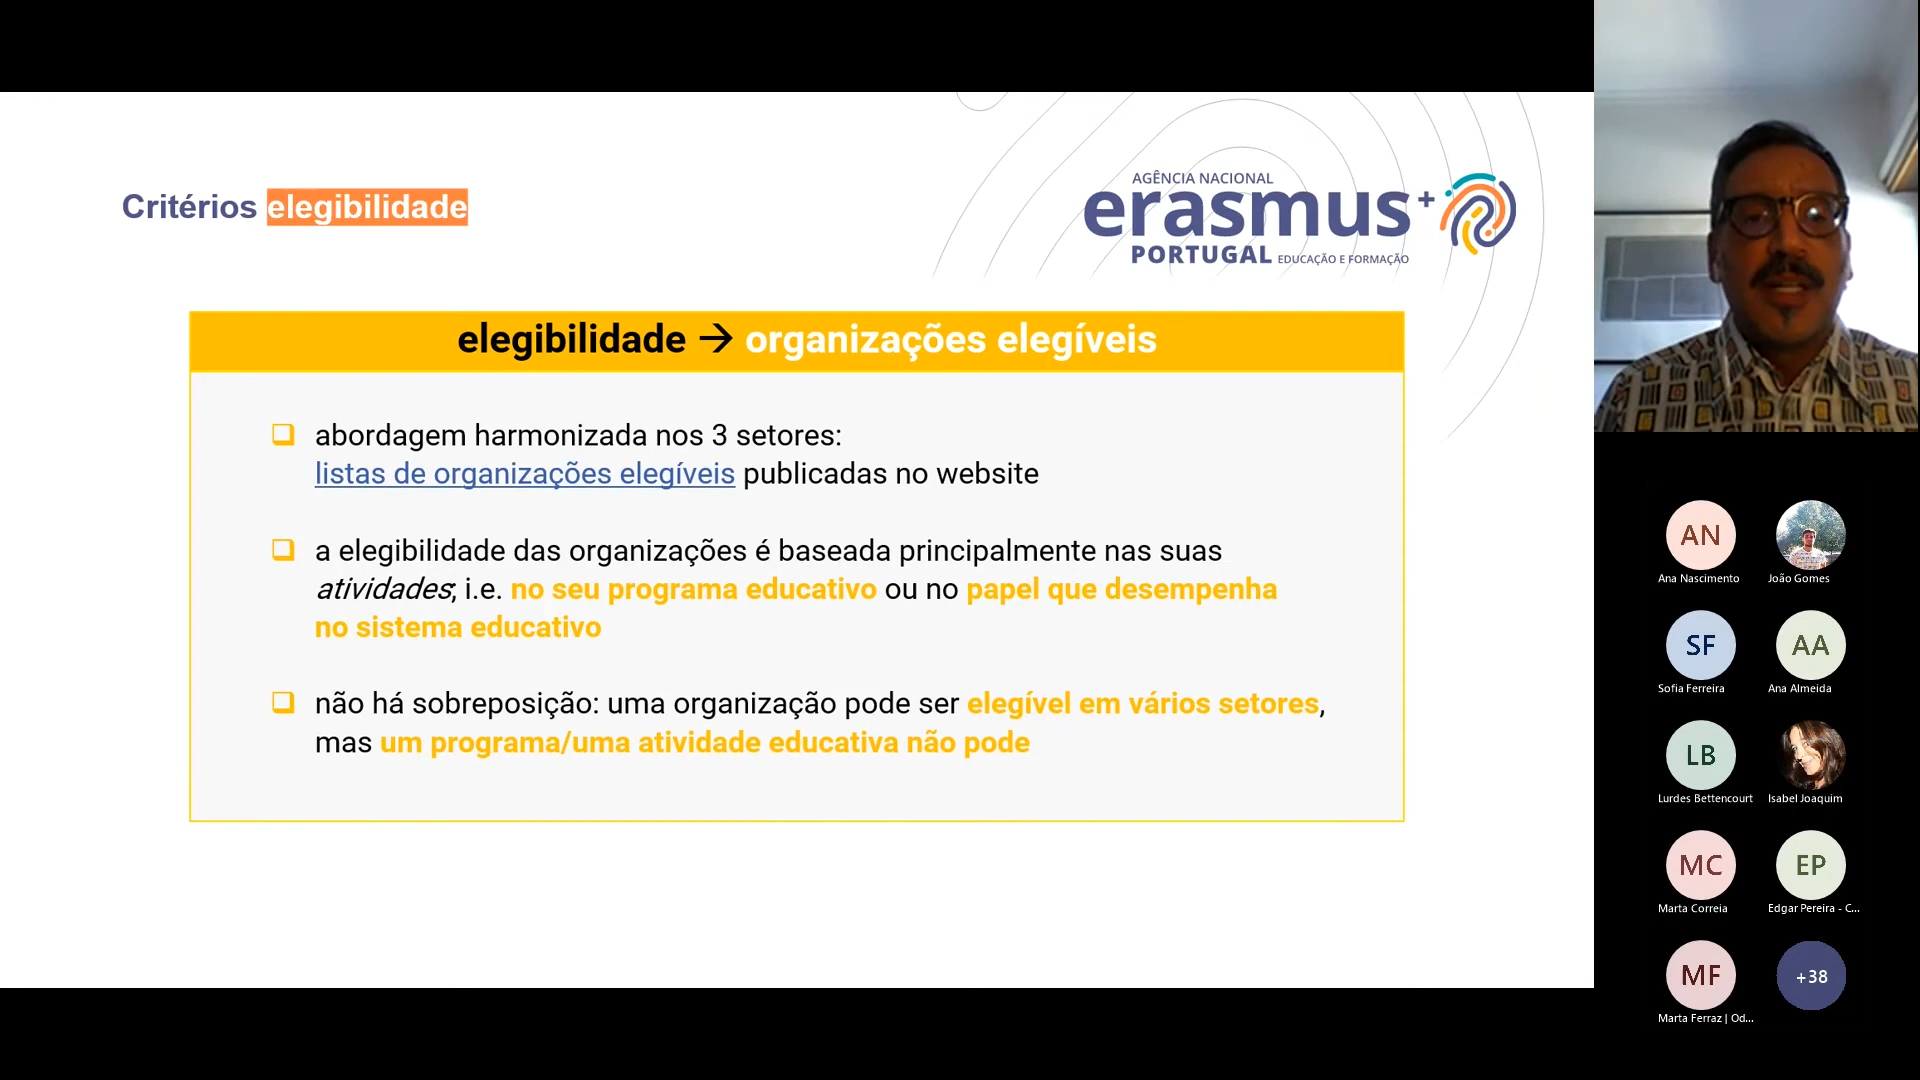 Critérios elegibilidade
AGÊNCIA NACIONAL
erasmus+
PORTUGAL EDUCAÇÃO E FORMAÇÃO
elegibilidade → organizações elegíveis
abordagem harmonizada nos 3 setores:
listas de organizações elegíveis publicadas no website
a elegibilidade das organizações é baseada principalmente nas suas
atividades; i.e. no seu programa educativo ou no papel que desempenha
no sistema educativo
não há sobreposição: uma organização pode ser elegível em vários setores,
mas um programa/uma atividade educativa não pode
AN
Ana Nascimento
João Gomes
SF
Sofia Ferreira
AA
Ana Almeida
LB
Lurdes Bettencourt
Isabel Joaquim
MC
Marta Correia
EP
Edgar Pereira - C...
MF
Marta Ferraz | Od...
+38